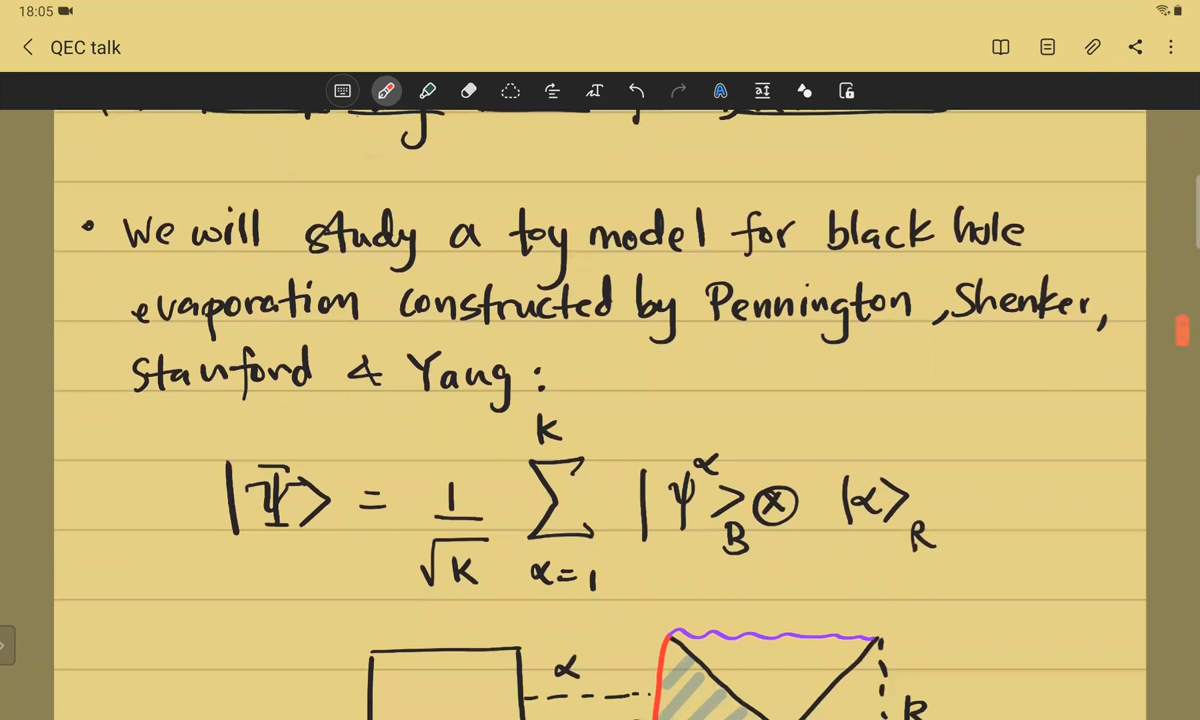 18:05
QEC talk
• We will study a toy model for black hole
evaporation constructed by Pennington, Shenker,
Stanford & Yang:
|Ψ⟩ = 1/√K ∑_{α=1}^{K} |ψ^α⟩_B ⊗ |α⟩_R
α
R